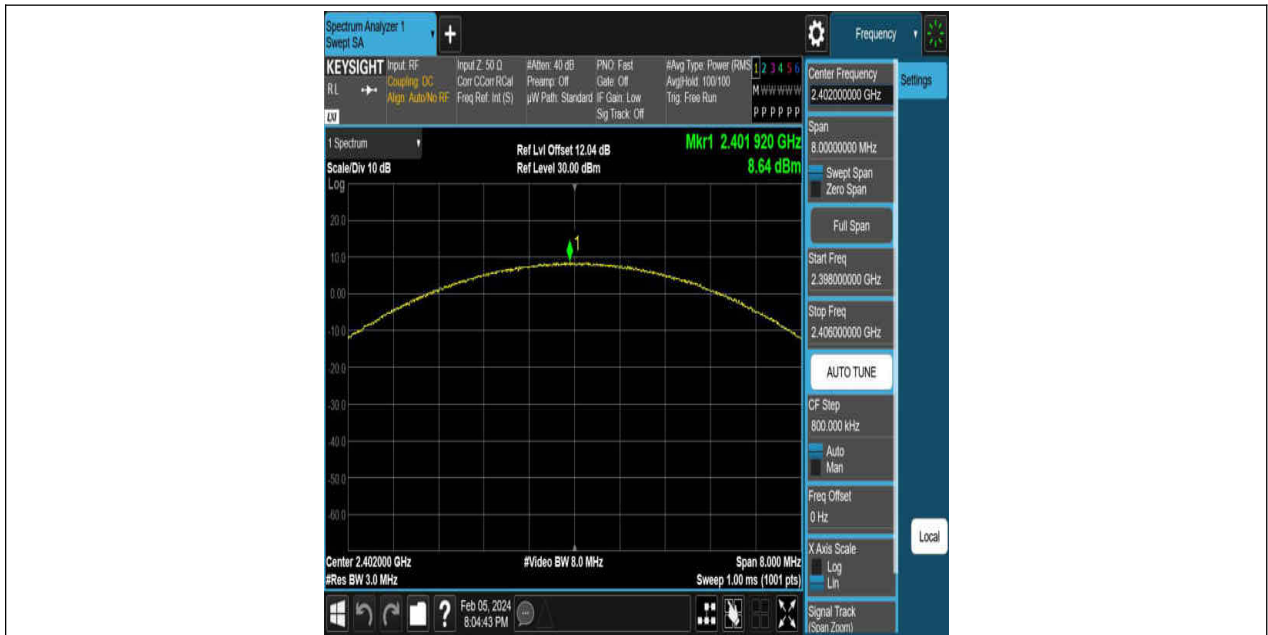 Spectrum Analyzer 1
Swept SA
+
Frequency
KEYSIGHT
RL
LXI
Input: RF
Coupling: DC
Align: Auto/No RF
Input Z: 50 Ω
Corr CCorr RCal
Freq Ref: Int (S)
#Atten: 40 dB
Preamp: Off
µW Path: Standard
PNO: Fast
Gate: Off
IF Gain: Low
Sig Track: Off
#Avg Type: Power (RMS
Avg|Hold: 100/100
Trig: Free Run
1 2 3 4 5 6
M W W W W W
P P P P P P
1 Spectrum
Scale/Div 10 dB
Log
Ref Lvl Offset 12.04 dB
Ref Level 30.00 dBm
Mkr1 2.401 920 GHz
8.64 dBm
1
20.0
10.0
0.00
-10.0
-20.0
-30.0
-40.0
-50.0
-60.0
Center 2.402000 GHz
#Res BW 3.0 MHz
#Video BW 8.0 MHz
Span 8.000 MHz
Sweep 1.00 ms (1001 pts)
Center Frequency
2.402000000 GHz
Settings
Span
8.00000000 MHz
Swept Span
Zero Span
Full Span
Start Freq
2.398000000 GHz
Stop Freq
2.406000000 GHz
AUTO TUNE
CF Step
800.000 kHz
Auto
Man
Freq Offset
0 Hz
X Axis Scale
Log
Lin
Local
Signal Track
(Span Zoom)
?
Feb 05, 2024
8:04:43 PM